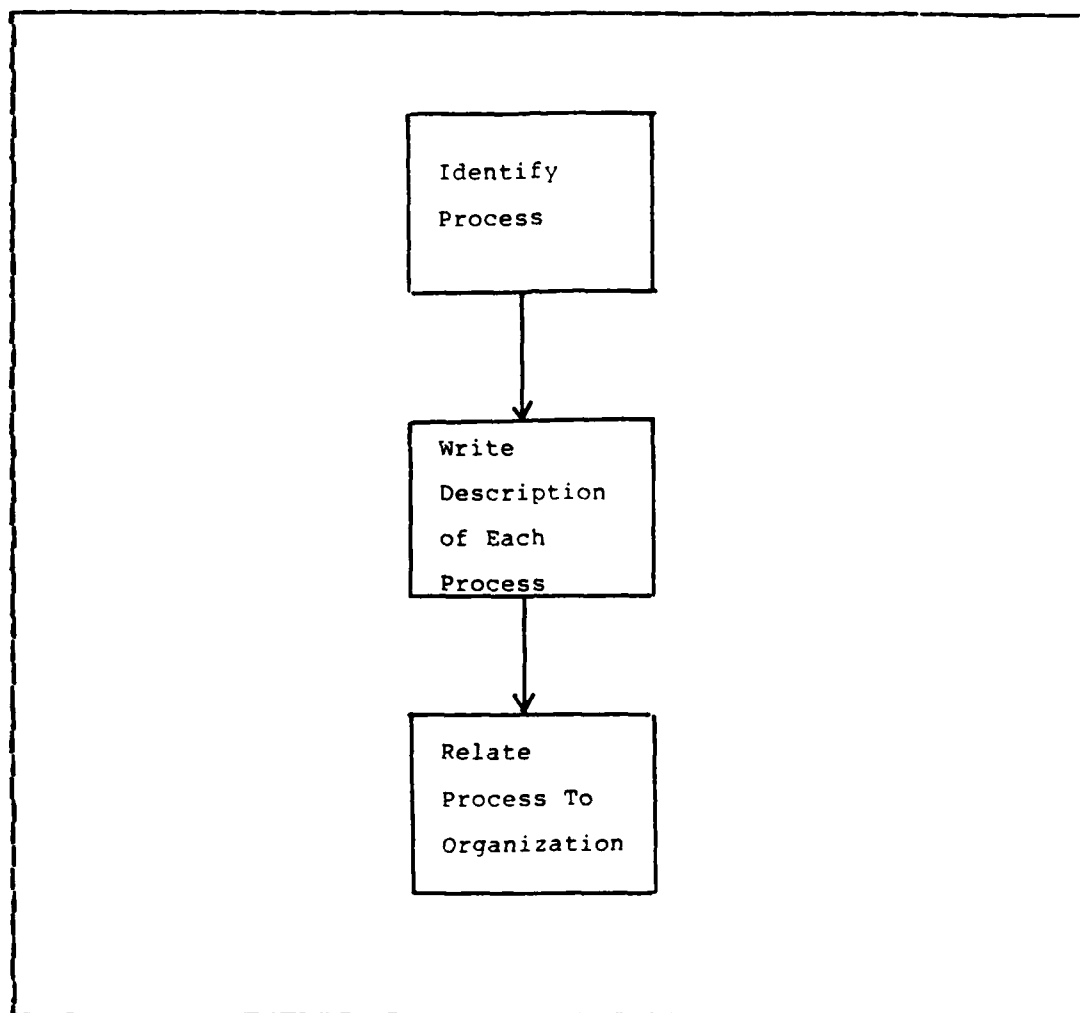 Identify
Process
Write
Description
of Each
Process
Relate
Process To
Organization